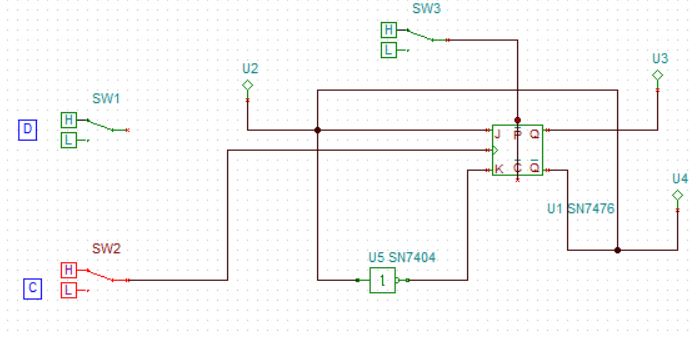 SW3
H
L
U2
U3
SW1
D
H
L
J P Q
K C Q
U4
U1 SN7476
SW2
U5 SN7404
C
H
L
1